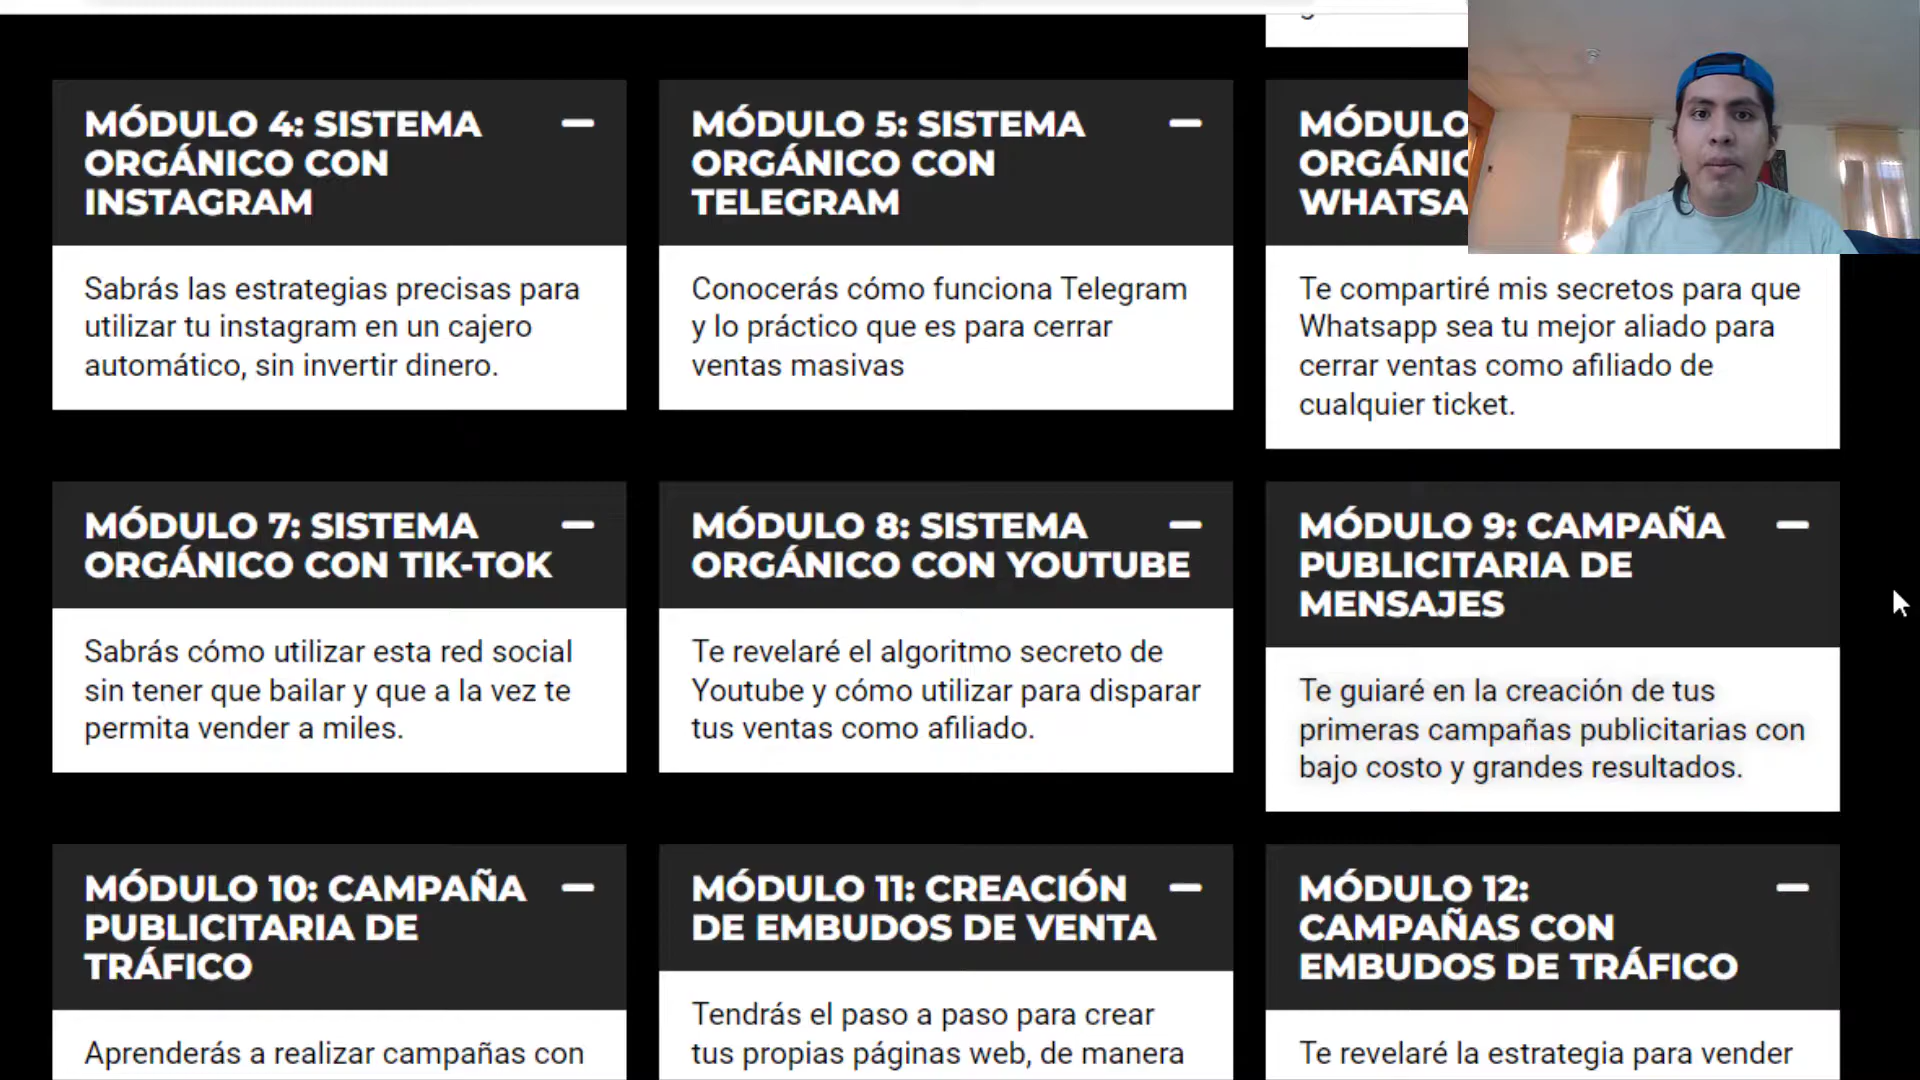 MÓDULO 4: SISTEMA
ORGÁNICO CON
INSTAGRAM
Sabrás las estrategias precisas para
utilizar tu instagram en un cajero
automático, sin invertir dinero.
MÓDULO 5: SISTEMA
ORGÁNICO CON
TELEGRAM
Conocerás cómo funciona Telegram
y lo práctico que es para cerrar
ventas masivas
MÓDULO
Te compartiré mis secretos para que
Whatsapp sea tu mejor aliado para
cerrar ventas como afiliado de
cualquier ticket.
MÓDULO 7: SISTEMA
ORGÁNICO CON TIK-TOK
Sabrás cómo utilizar esta red social
sin tener que bailar y que a la vez te
permita vender a miles.
MÓDULO 8: SISTEMA
ORGÁNICO CON YOUTUBE
Te revelaré el algoritmo secreto de
Youtube y cómo utilizar para disparar
tus ventas como afiliado.
MÓDULO 9: CAMPAÑA
PUBLICITARIA DE
MENSAJES
Te guiaré en la creación de tus
primeras campañas publicitarias con
bajo costo y grandes resultados.
MÓDULO 10: CAMPAÑA
PUBLICITARIA DE
TRÁFICO
Aprenderás a realizar campañas con
MÓDULO 11: CREACIÓN
DE EMBUDOS DE VENTA
Tendrás el paso a paso para crear
tus propias páginas web, de manera
MÓDULO 12:
CAMPAÑAS CON
EMBUDOS DE TRÁFICO
Te revelaré la estrategia para vender